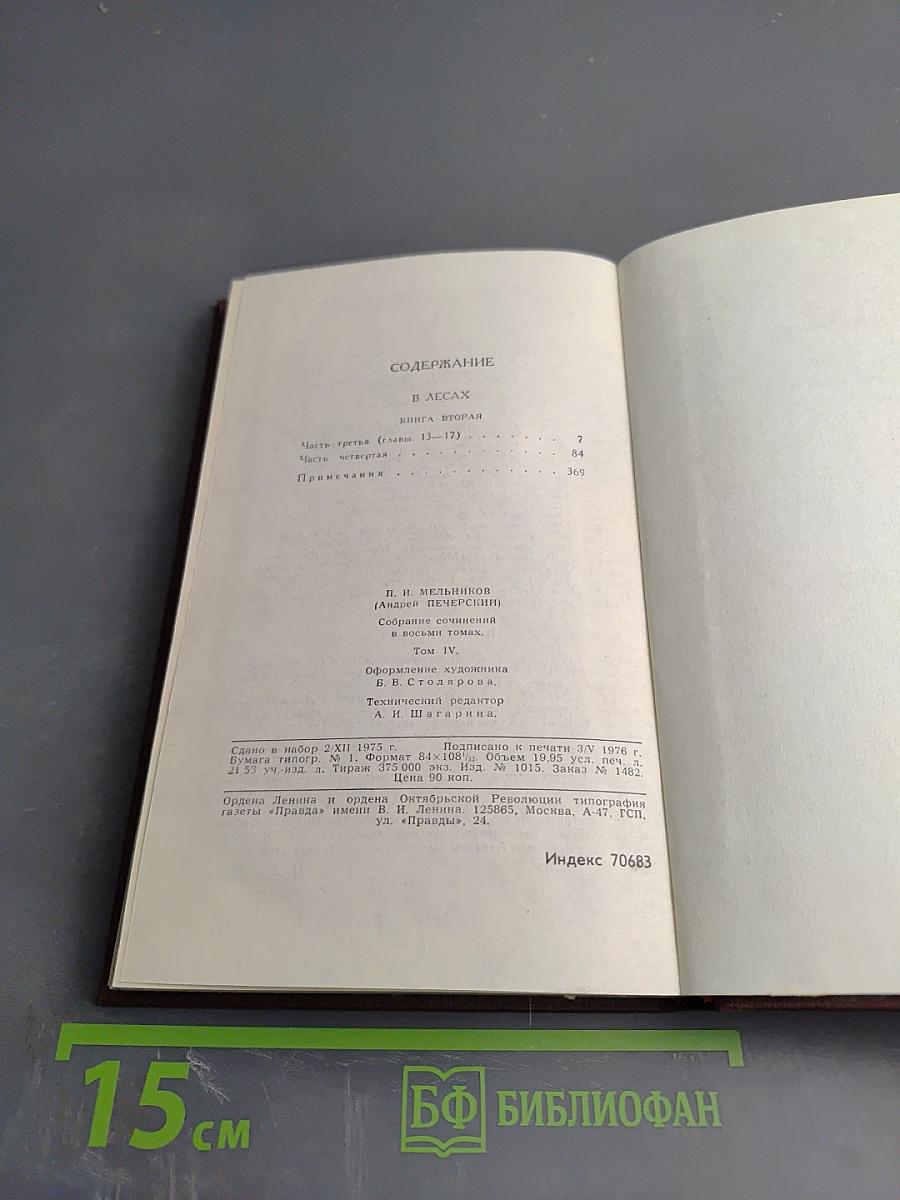 СОДЕРЖАНИЕ
В ЛЕСАХ
КНИГА ВТОРАЯ
Часть третья (главы 13—17) . . . . . . . 7
Часть четвертая . . . . . . . . . . . . 84
Примечания . . . . . . . . . . . . 369
П. И. МЕЛЬНИКОВ
(Андрей ПЕЧЕРСКИЙ)
Собрание сочинений
в восьми томах.
Том IV.
Оформление художника
Б. В. Столярова.
Технический редактор
А. И. Шагарина.
Сдано в набор 2/XII 1975 г. Подписано к печати 3/V 1976 г.
Бумага типогр. № 1. Формат 84×108¹/₃₂. Объем 19,95 усл. печ. л.
21 53 уч.-изд. л. Тираж 375 000 экз. Изд. № 1015. Заказ № 1482.
Цена 90 коп.
Ордена Ленина и ордена Октябрьской Революции типография
газеты «Правда» имени В. И. Ленина. 125865, Москва, А-47, ГСП,
ул. «Правды», 24.
Индекс 70683
15 см
БФ БИБЛИОФАН